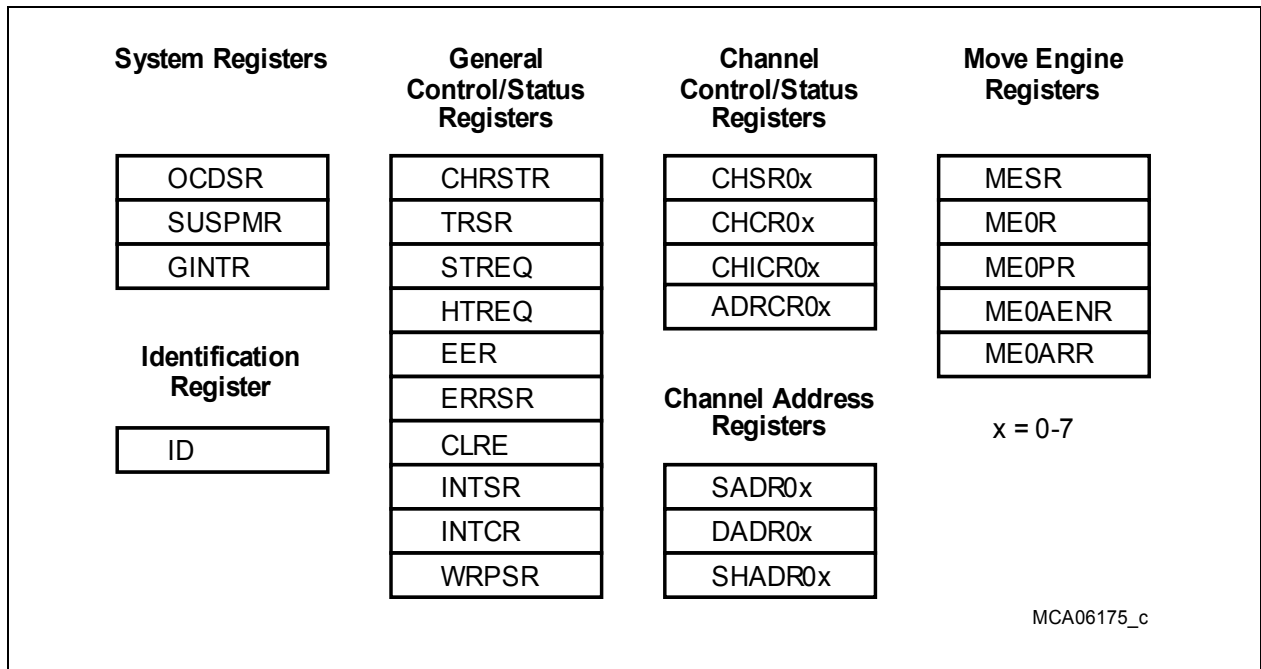 System Registers
OCDSR
SUSPMR
GINTR
Identification
Register
ID
General
Control/Status
Registers
CHRSTR
TRSR
STREQ
HTREQ
EER
ERRSR
CLRE
INTSR
INTCR
WRPSR
Channel
Control/Status
Registers
CHSR0x
CHCR0x
CHICR0x
ADRCR0x
Channel Address
Registers
SADR0x
DADR0x
SHADR0x
Move Engine
Registers
MESR
ME0R
ME0PR
ME0AENR
ME0ARR
x = 0-7
MCA06175_c